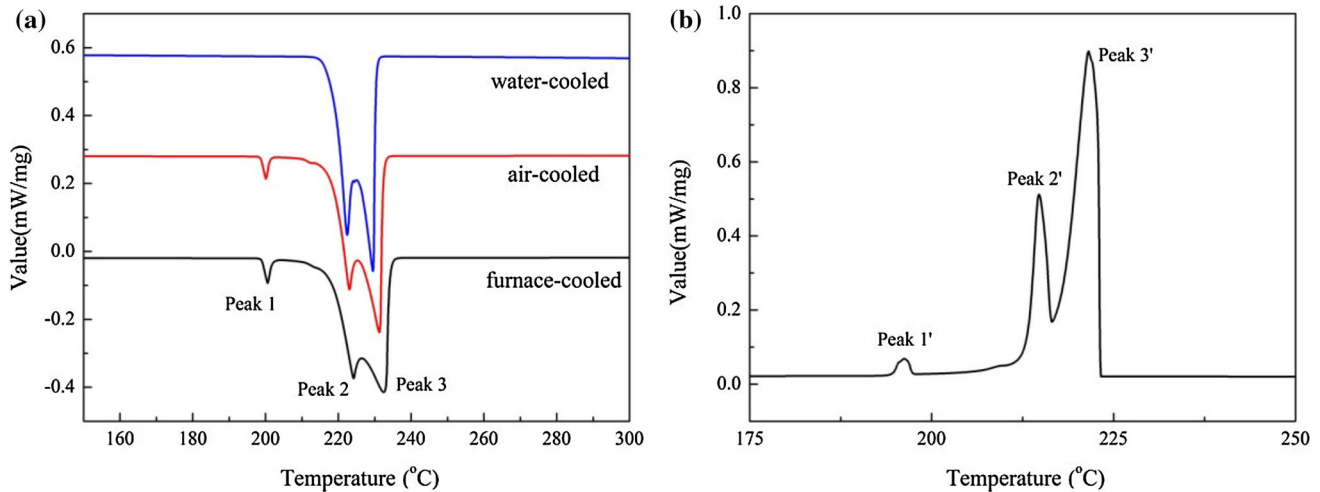 (a)
0.6
0.4
0.2
0.0
-0.2
-0.4
Value(mW/mg)
water-cooled
air-cooled
furnace-cooled
Peak 1
Peak 2
Peak 3
160 180 200 220 240 260 280 300
Temperature (°C)
(b)
1.0
0.8
0.6
0.4
0.2
0.0
Value(mW/mg)
Peak 1'
Peak 2'
Peak 3'
175 200 225 250
Temperature (°C)